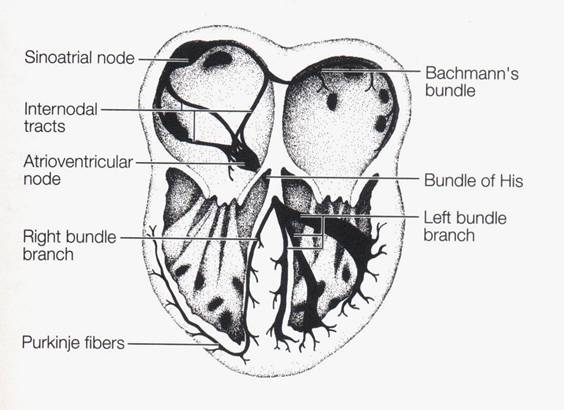 Sinoatrial node
Internodal
tracts
Atrioventricular
node
Right bundle
branch
Purkinje fibers
Bachmann's
bundle
Bundle of His
Left bundle
branch